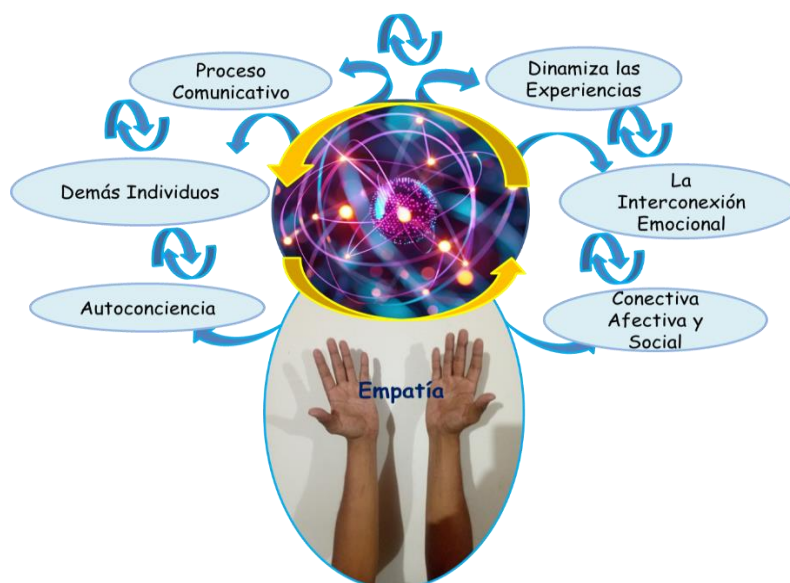 Proceso
Comunicativo
Dinamiza las
Experiencias
Demás Individuos
La
Interconexión
Emocional
Autoconciencia
Conectiva
Afectiva y
Social
Empatía